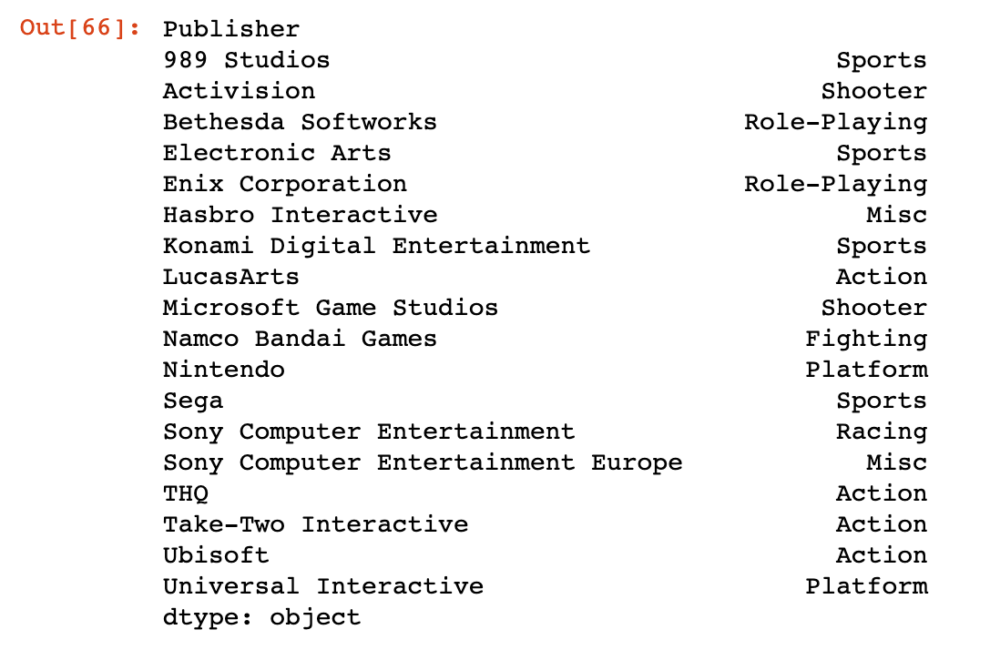 Out[66]: Publisher
989 Studios Sports
Activision Shooter
Bethesda Softworks Role-Playing
Electronic Arts Sports
Enix Corporation Role-Playing
Hasbro Interactive Misc
Konami Digital Entertainment Sports
LucasArts Action
Microsoft Game Studios Shooter
Namco Bandai Games Fighting
Nintendo Platform
Sega Sports
Sony Computer Entertainment Racing
Sony Computer Entertainment Europe Misc
THQ Action
Take-Two Interactive Action
Ubisoft Action
Universal Interactive Platform
dtype: object